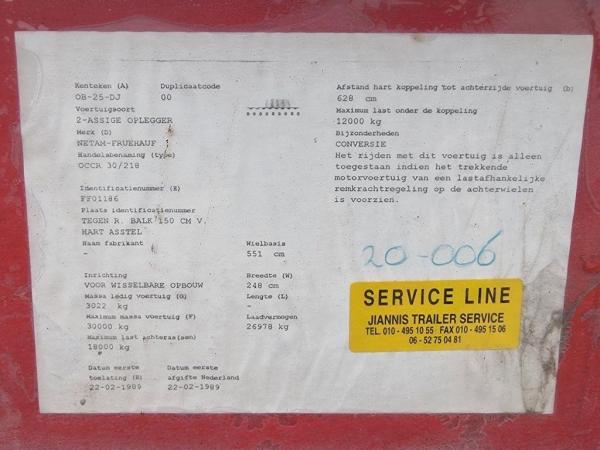 Kenteken (A) Duplicaatcode
OB-25-DJ 00
Voertuigsoort
2-ASSIGE OPLEGGER
Merk (D)
NETAM-FRUEHAUF
Handelsbenaming (type)
OCCR 30/218
Identificatienummer (E)
FF01186
Plaats identificatienummer
TEGEN R. BALK 150 CM V.
HART ASSTEL
Naam fabrikant Wielbasis
- 551 cm
Inrichting Breedte (W)
VOOR WISSELBARE OPBOUW 248 cm
Massa ledig voertuig (G) Lengte (L)
3022 kg -
Maximum massa voertuig (F) Laadvermogen
30000 kg 26978 kg
Maximum last achteras(sen)
18000 kg
Datum eerste Datum eerste
toelating (B) afgifte Nederland
22-02-1989 22-02-1989
Afstand hart koppeling tot achterzijde voertuig (b)
628 cm
Maximum last onder de koppeling
12000 kg
Bijzonderheden
CONVERSIE
Het rijden met dit voertuig is alleen
toegestaan indien het trekkende
motorvoertuig van een lastafhankelijke
remkrachtregeling op de achterwielen
is voorzien.
20-006
SERVICE LINE
JIANNIS TRAILER SERVICE
TEL. 010 - 495 10 55 FAX 010 - 495 15 06
06 - 52 75 04 81